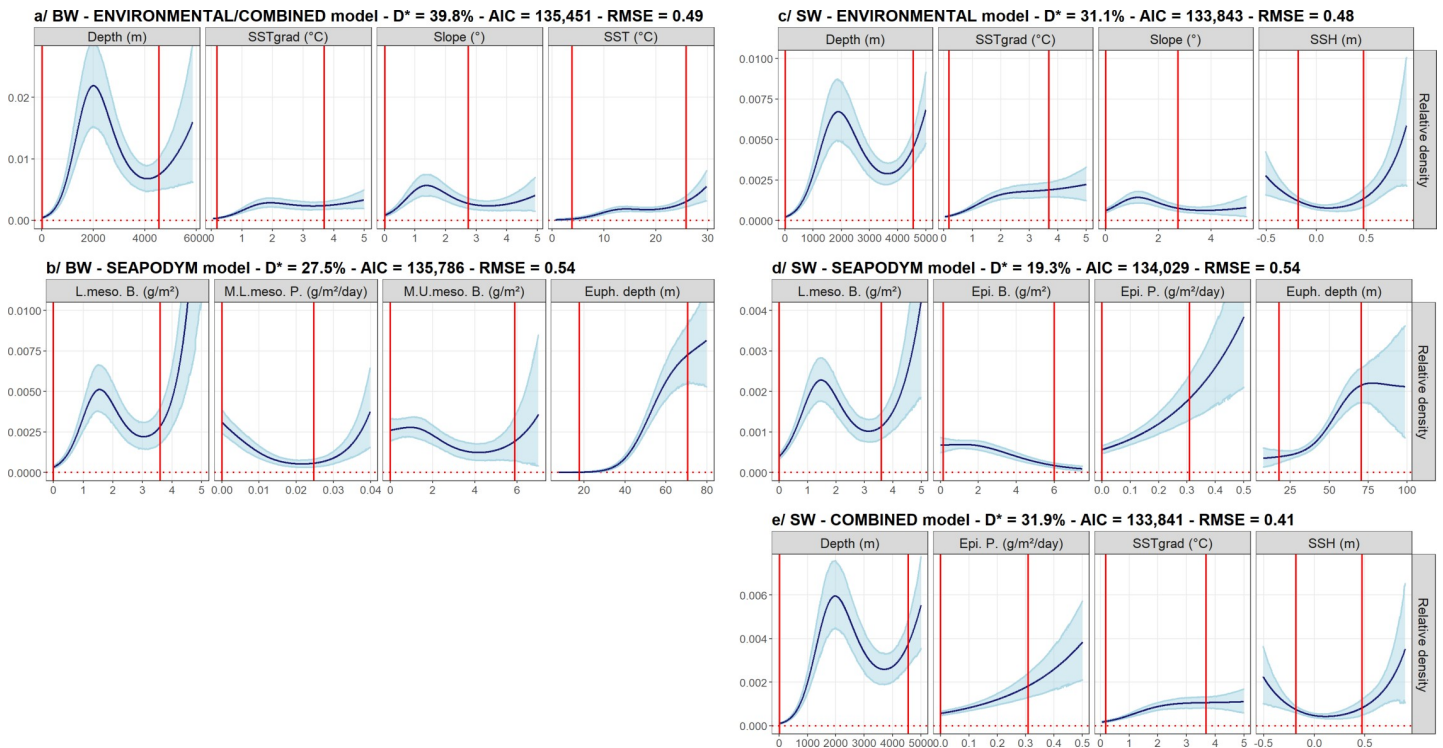 a/ BW - ENVIRONMENTAL/COMBINED model - D* = 39.8% - AIC = 135,451 - RMSE = 0.49
Depth (m) SSTgrad (°C) Slope (°) SST (°C)
0.02
0.01
0.00
0 2000 4000 6000 0 1 2 3 4 5 0 1 2 3 4 5 0 10 20 30
b/ BW - SEAPODYM model - D* = 27.5% - AIC = 135,786 - RMSE = 0.54
L.meso. B. (g/m²) M.L.meso. P. (g/m²/day) M.U.meso. B. (g/m²) Euph. depth (m)
0.0100
0.0075
0.0050
0.0025
0.0000
0 1 2 3 4 5 0.00 0.01 0.02 0.03 0.04 0 2 4 6 40 60 80
c/ SW - ENVIRONMENTAL model - D* = 31.1% - AIC = 133,843 - RMSE = 0.48
Depth (m) SSTgrad (°C) Slope (°) SSH (m)
0.0100
0.0075
0.0050
0.0025
0.0000
Relative density
0 1000 2000 3000 4000 5000 0 1 2 3 4 5 0 2 4 -0.5 0.0 0.5
d/ SW - SEAPODYM model - D* = 19.3% - AIC = 134,029 - RMSE = 0.54
L.meso. B. (g/m²) Epi. B. (g/m²) Epi. P. (g/m²/day) Euph. depth (m)
0.004
0.003
0.002
0.001
0.000
Relative density
0 1 2 3 4 5 0 2 4 6 0.0 0.1 0.2 0.3 0.4 0.5 25 50 75 100
e/ SW - COMBINED model - D* = 31.9% - AIC = 133,841 - RMSE = 0.41
Depth (m) Epi. P. (g/m²/day) SSTgrad (°C) SSH (m)
0.006
0.004
0.002
0.000
Relative density
0 1000 2000 3000 4000 5000 0.0 0.1 0.2 0.3 0.4 0.5 0 1 2 3 4 5 -0.5 0.0 0.5